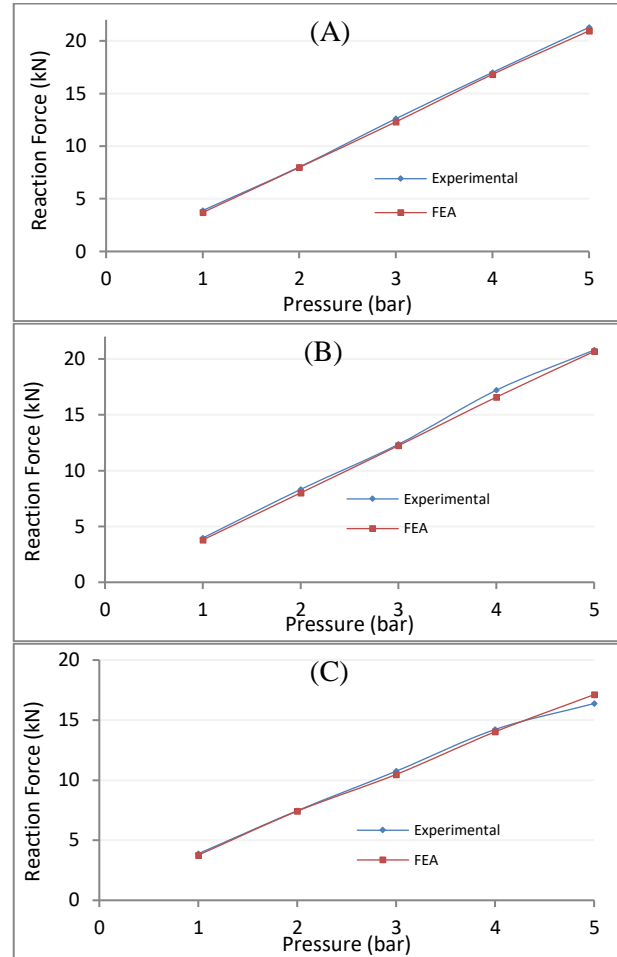 (A)
Reaction Force (kN)
20
15
10
5
0
Experimental
FEA
0 1 2 3 4 5
Pressure (bar)
(B)
Reaction Force (kN)
20
15
10
5
0
Experimental
FEA
0 1 2 3 4 5
Pressure (bar)
(C)
Reaction Force (kN)
20
15
10
5
0
Experimental
FEA
0 1 2 3 4 5
Pressure (bar)